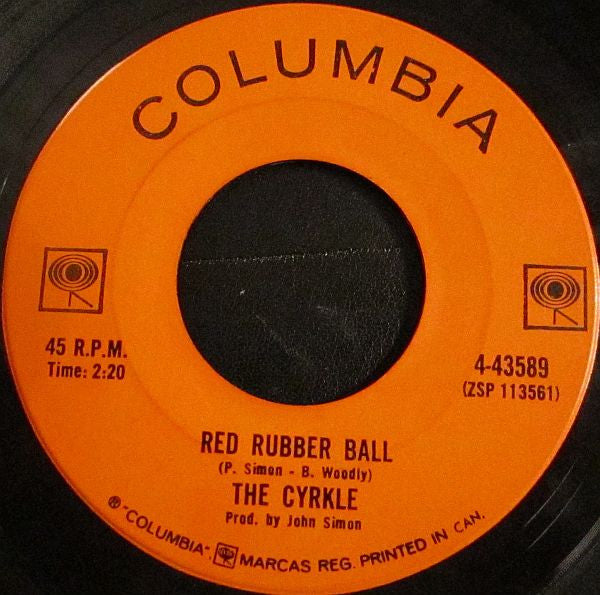 COLUMBIA
45 R.P.M.
Time: 2:20
4-43589
(ZSP 113561)
RED RUBBER BALL
(P. Simon - B. Woodly)
THE CYRKLE
Prod. by John Simon
® "COLUMBIA", MARCAS REG. PRINTED IN CAN.